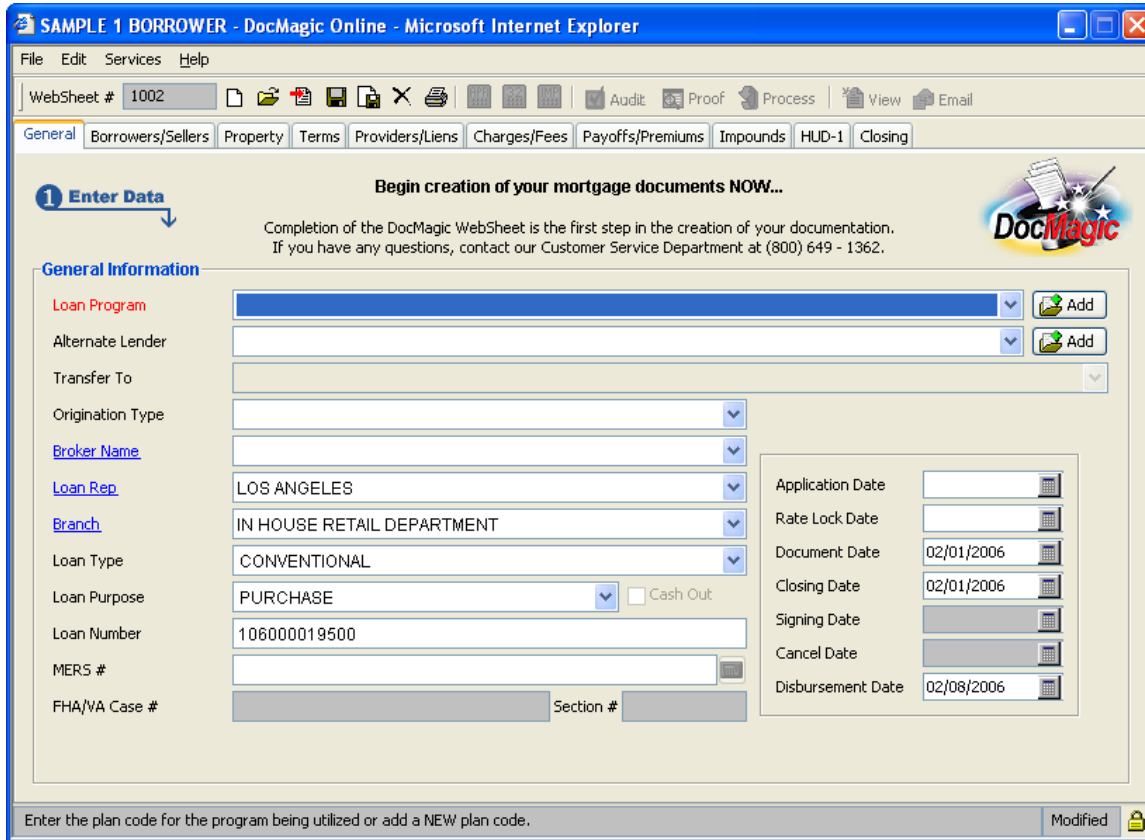 SAMPLE 1 BORROWER - DocMagic Online - Microsoft Internet Explorer
File Edit Services Help
WebSheet # 1002 Audit Proof Process View Email
General Borrowers/Sellers Property Terms Providers/Liens Charges/Fees Payoffs/Premiums Impounds HUD-1 Closing
1 Enter Data
Begin creation of your mortgage documents NOW...
Completion of the DocMagic WebSheet is the first step in the creation of your documentation.
If you have any questions, contact our Customer Service Department at (800) 649 - 1362.
DocMagic
General Information
Loan Program Add
Alternate Lender Add
Transfer To
Origination Type
Broker Name
Loan Rep LOS ANGELES
Branch IN HOUSE RETAIL DEPARTMENT
Loan Type CONVENTIONAL
Loan Purpose PURCHASE Cash Out
Loan Number 106000019500
MERS #
FHA/VA Case # Section #
Application Date
Rate Lock Date
Document Date 02/01/2006
Closing Date 02/01/2006
Signing Date
Cancel Date
Disbursement Date 02/08/2006
Enter the plan code for the program being utilized or add a NEW plan code. Modified